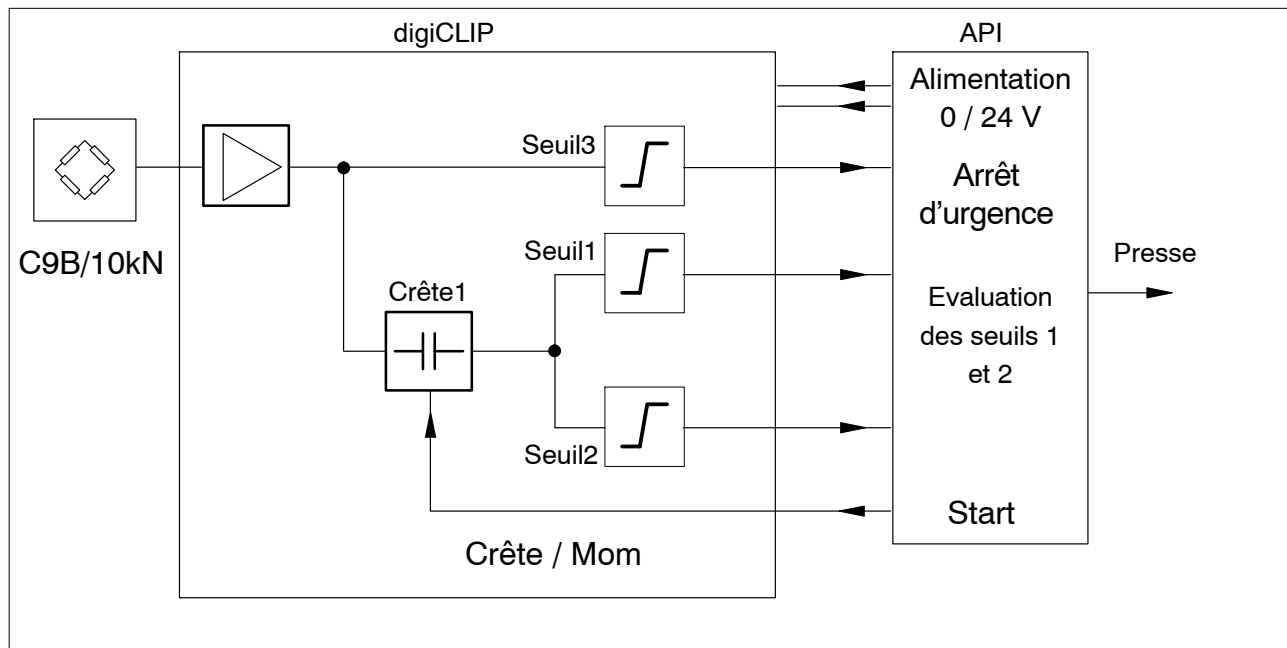 digiCLIP
API
Alimentation
0 / 24 V
Seuil3
Arrêt
d'urgence
C9B/10kN
Seuil1
Presse
Crête1
Evaluation
des seuils 1
et 2
Seuil2
Start
Crête / Mom